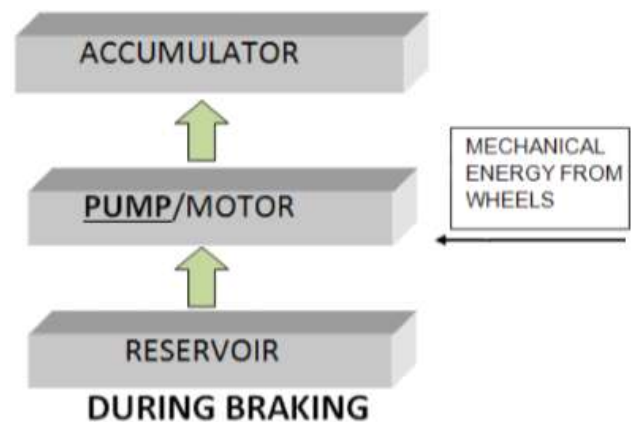 ACCUMULATOR
PUMP/MOTOR
MECHANICAL
ENERGY FROM
WHEELS
RESERVOIR
DURING BRAKING